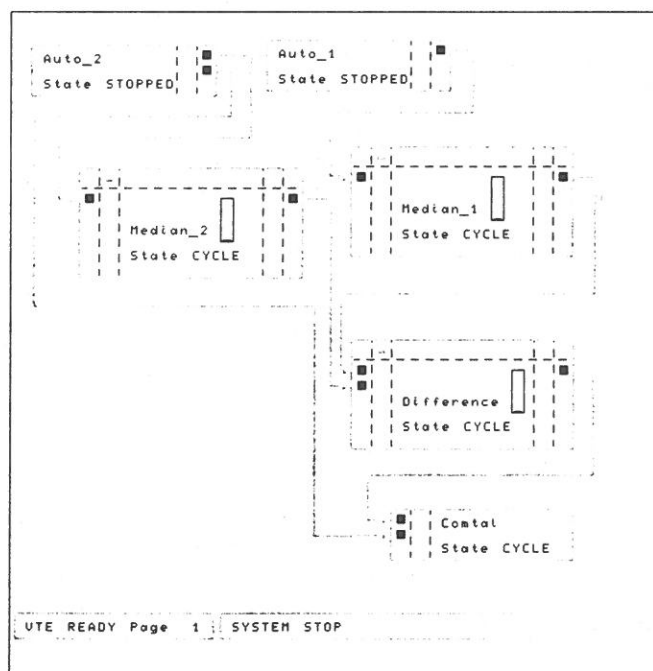 Auto_2
State STOPPED
Auto_1
State STOPPED
Median_2
State CYCLE
Median_1
State CYCLE
Difference
State CYCLE
Comtal
State CYCLE
VTE READY Page 1
SYSTEM STOP